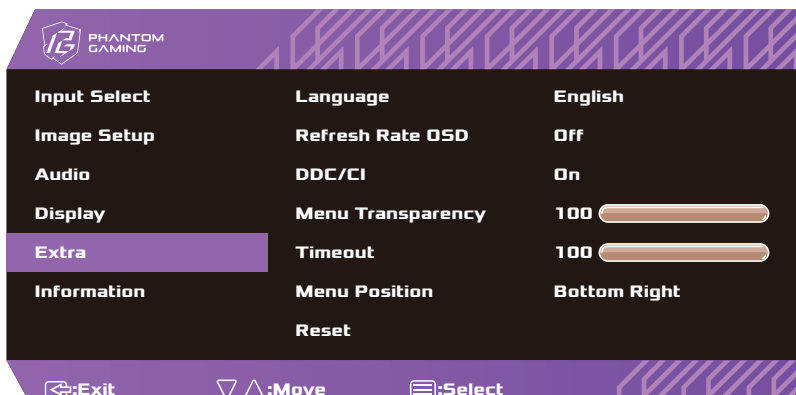 PHANTOM
GAMING
Input Select Language English
Image Setup Refresh Rate OSD Off
Audio DDC/CI On
Display Menu Transparency 100
Extra Timeout 100
Information Menu Position Bottom Right
Reset
:Exit :Move :Select